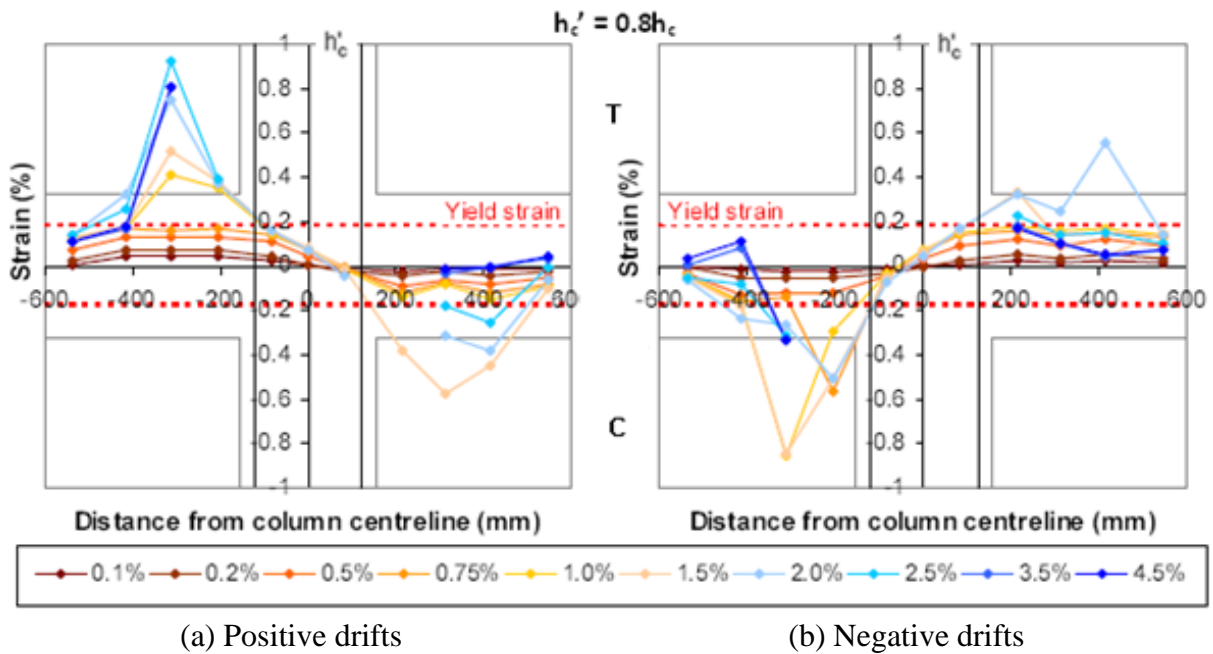 h_c' = 0.8h_c
1
h'_c
0.8
0.6
0.4
0.2
0
-0.2
-0.4
-0.6
-0.8
-1
-600 -400 -200 0 200 400 600
Strain (%)
Yield strain
Distance from column centreline (mm)
T
C
1
h'_c
0.8
0.6
0.4
0.2
0
-0.2
-0.4
-0.6
-0.8
-1
-600 -400 -200 0 200 400 600
Strain (%)
Yield strain
Distance from column centreline (mm)
0.1% 0.2% 0.5% 0.75% 1.0% 1.5% 2.0% 2.5% 3.5% 4.5%
(a) Positive drifts (b) Negative drifts